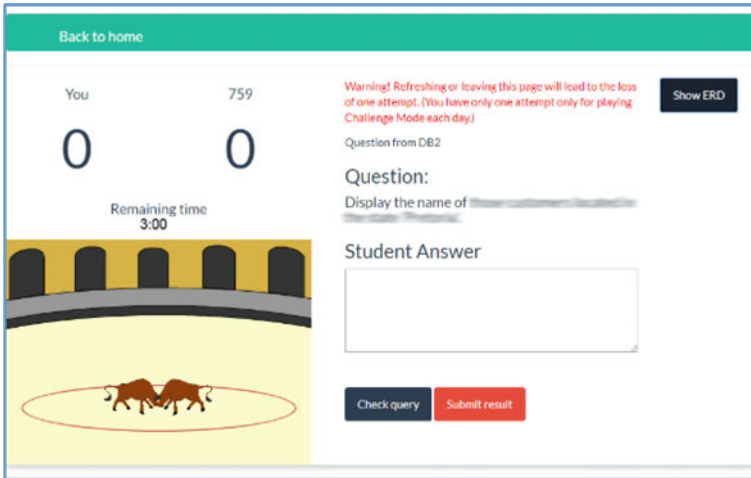 Back to home
You
759
0
0
Remaining time
3:00
Warning! Refreshing or leaving this page will lead to the loss
of one attempt. (You have only one attempt only for playing
Challenge Mode each day.)
Show ERD
Question from DB2
Question:
Display the name of
Student Answer
Check query
Submit result